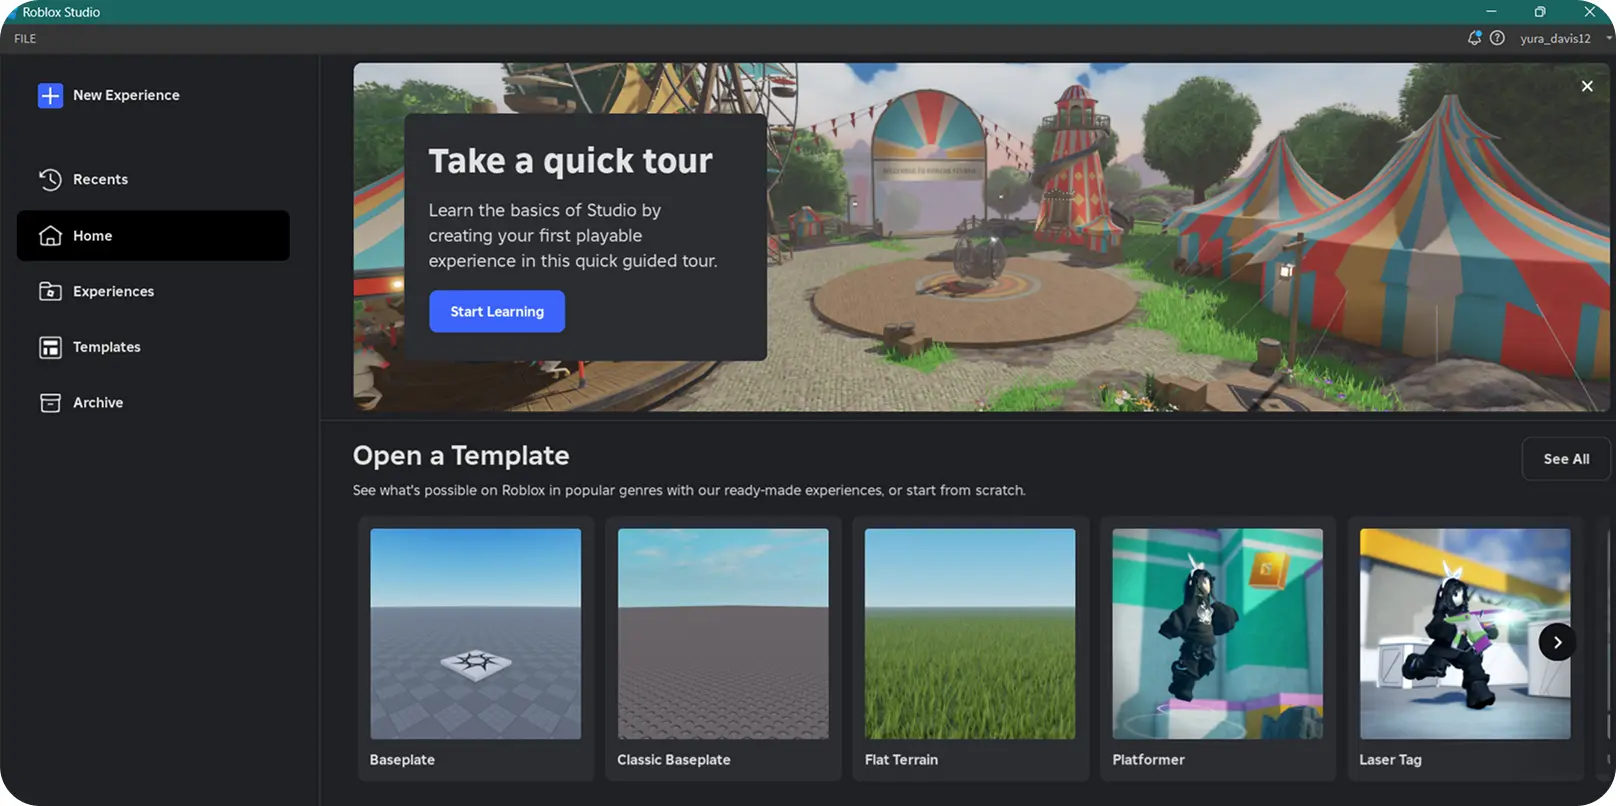 Roblox Studio
FILE
yura_davis12
New Experience
Recents
Home
Experiences
Templates
Archive
Take a quick tour
Learn the basics of Studio by
creating your first playable
experience in this quick guided tour.
Start Learning
Open a Template
See All
See what's possible on Roblox in popular genres with our ready-made experiences, or start from scratch.
Baseplate
Classic Baseplate
Flat Terrain
Platformer
Laser Tag